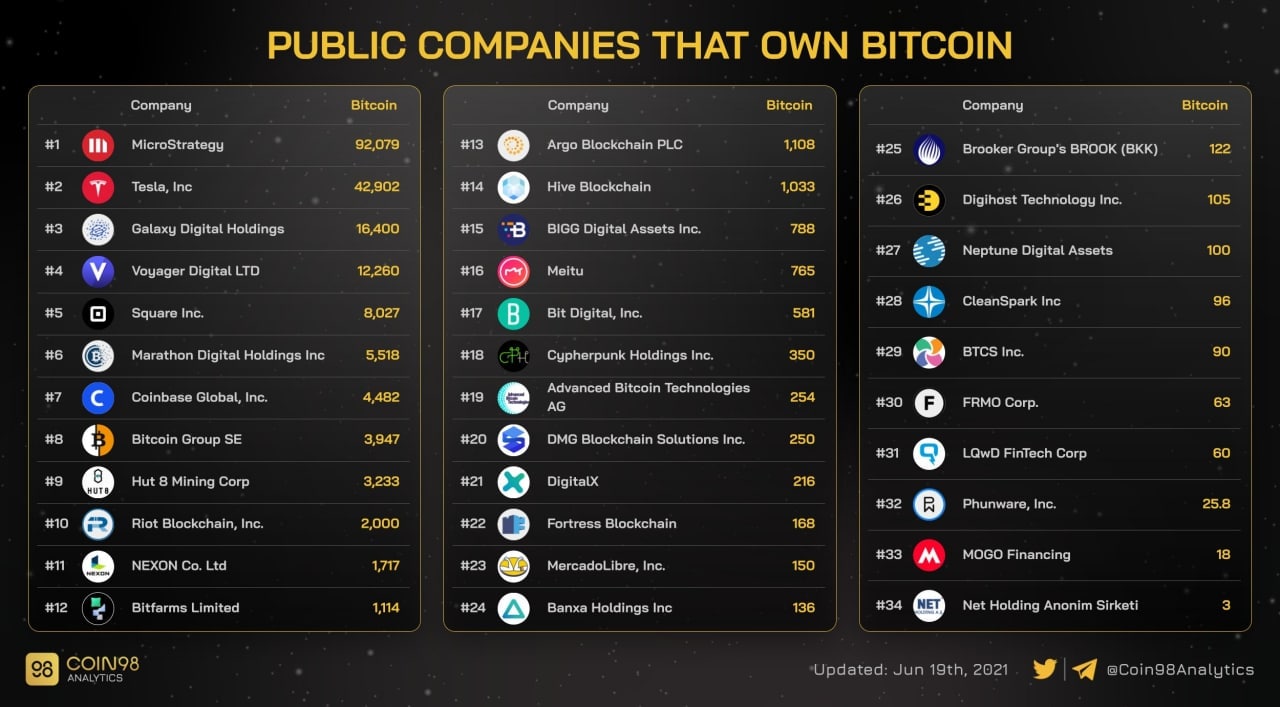 PUBLIC COMPANIES THAT OWN BITCOIN
Company Bitcoin
#1 MicroStrategy 92,079
#2 Tesla, Inc 42,902
#3 Galaxy Digital Holdings 16,400
#4 Voyager Digital LTD 12,260
#5 Square Inc. 8,027
#6 Marathon Digital Holdings Inc 5,518
#7 Coinbase Global, Inc. 4,482
#8 Bitcoin Group SE 3,947
#9 HUT8 Hut 8 Mining Corp 3,233
#10 Riot Blockchain, Inc. 2,000
#11 NEXON NEXON Co. Ltd 1,717
#12 Bitfarms Limited 1,114
Company Bitcoin
#13 Argo Blockchain PLC 1,108
#14 Hive Blockchain 1,033
#15 BIGG Digital Assets Inc. 788
#16 Meitu 765
#17 Bit Digital, Inc. 581
#18 Cypherpunk Holdings Inc. 350
#19 Advanced Bitcoin Technologies Advanced Bitcoin Technologies
AG 254
#20 DMG Blockchain Solutions Inc. 250
#21 DigitalX 216
#22 Fortress Blockchain 168
#23 MercadoLibre, Inc. 150
#24 Banxa Holdings Inc 136
Company Bitcoin
#25 Brooker Group's BROOK (BKK) 122
#26 Digihost Technology Inc. 105
#27 Neptune Digital Assets 100
#28 CleanSpark Inc 96
#29 BTCS Inc. 90
#30 F FRMO Corp. 63
#31 LQwD FinTech Corp 60
#32 Phunware, Inc. 25.8
#33 MOGO Financing 18
#34 NET HOLDING A.S. Net Holding Anonim Sirketi 3
98 COIN98
ANALYTICS
Updated: Jun 19th, 2021 @Coin98Analytics